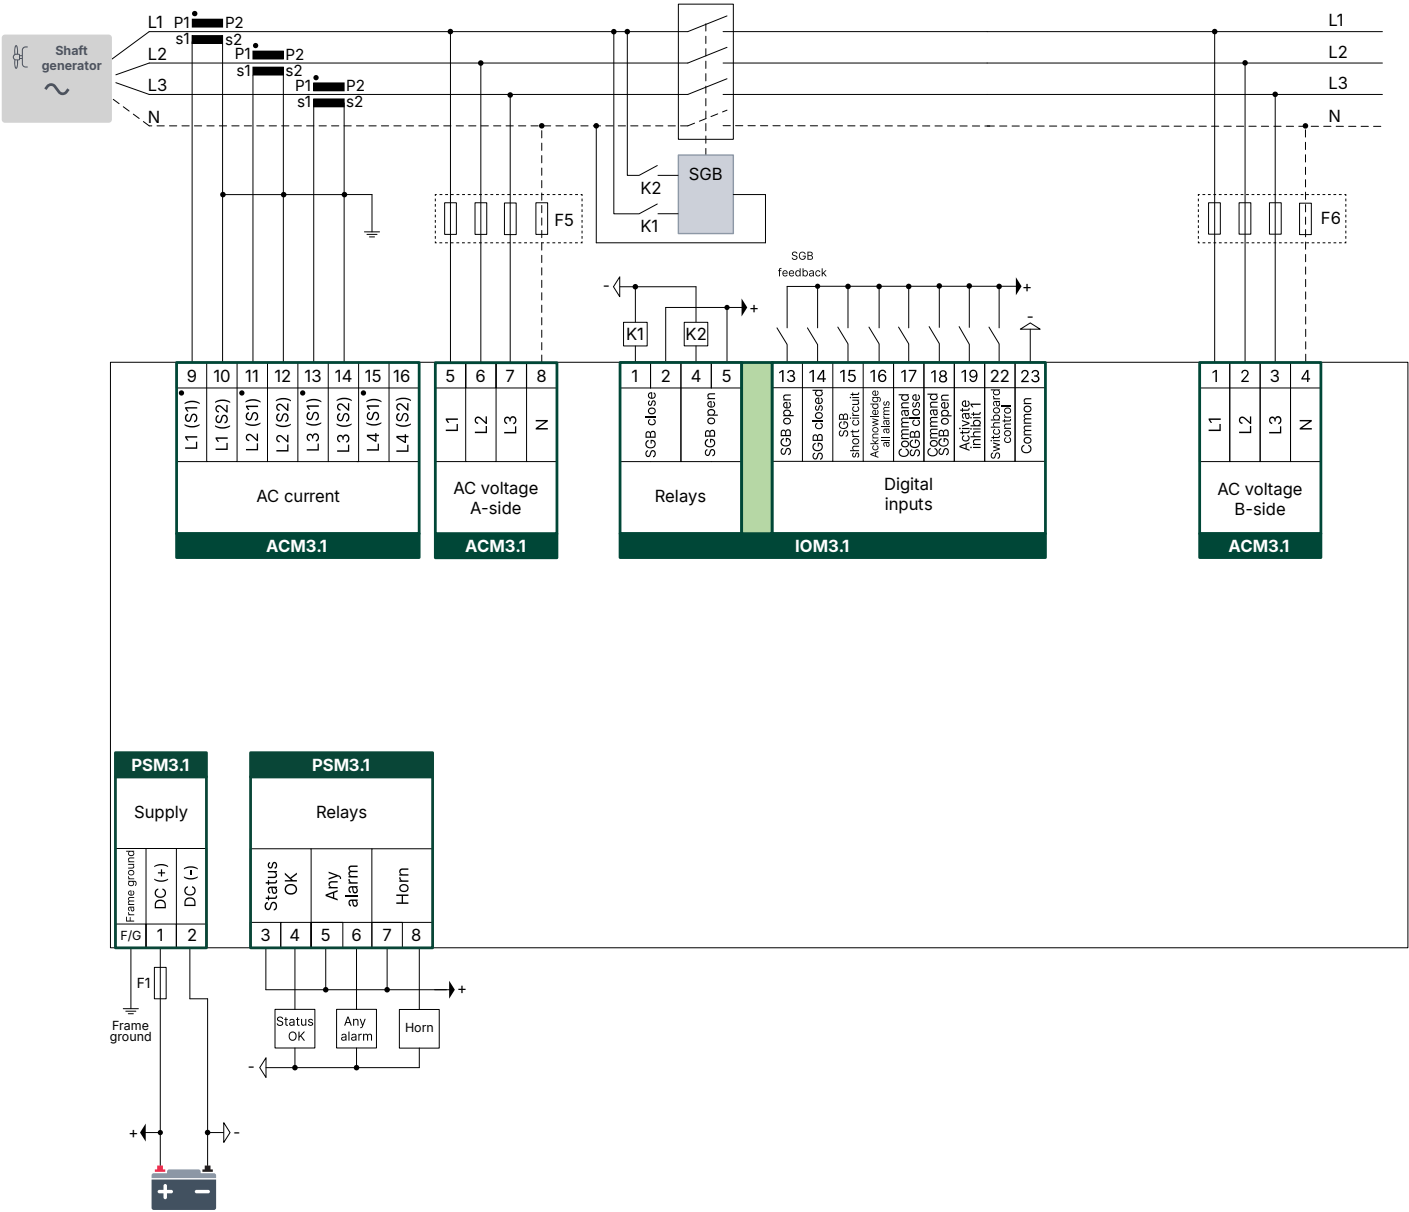 L1
P1
P2
L1
s1
s2
Shaft
generator
L2
P1
P2
L2
s1
s2
L3
P1
P2
L3
s1
s2
N
N
SGB
K2
K1
F5
F6
SGB
feedback
-
+
+
-
K1
K2
9
10
11
12
13
14
15
16
L1 (S1)
L1 (S2)
L2 (S1)
L2 (S2)
L3 (S1)
L3 (S2)
L4 (S1)
L4 (S2)
AC current
ACM3.1
5
6
7
8
L1
L2
L3
N
AC voltage
A-side
ACM3.1
1
2
4
5
SGB close
SGB open
Relays
13
14
15
16
17
18
19
22
23
SGB open
SGB closed
SGB
short circuit
Acknowledge
all alarms
Command
SGB close
Command
SGB open
Activate
inhibit 1
Switchboard
control
Common
Digital
inputs
IOM3.1
1
2
3
4
L1
L2
L3
N
AC voltage
B-side
ACM3.1
PSM3.1
Supply
Frame ground
DC (+)
DC (-)
F/G
1
2
PSM3.1
Relays
Status
OK
Any
alarm
Horn
3
4
5
6
7
8
F1
+
Frame
ground
Status
OK
Any
alarm
Horn
-
+
-
+
-